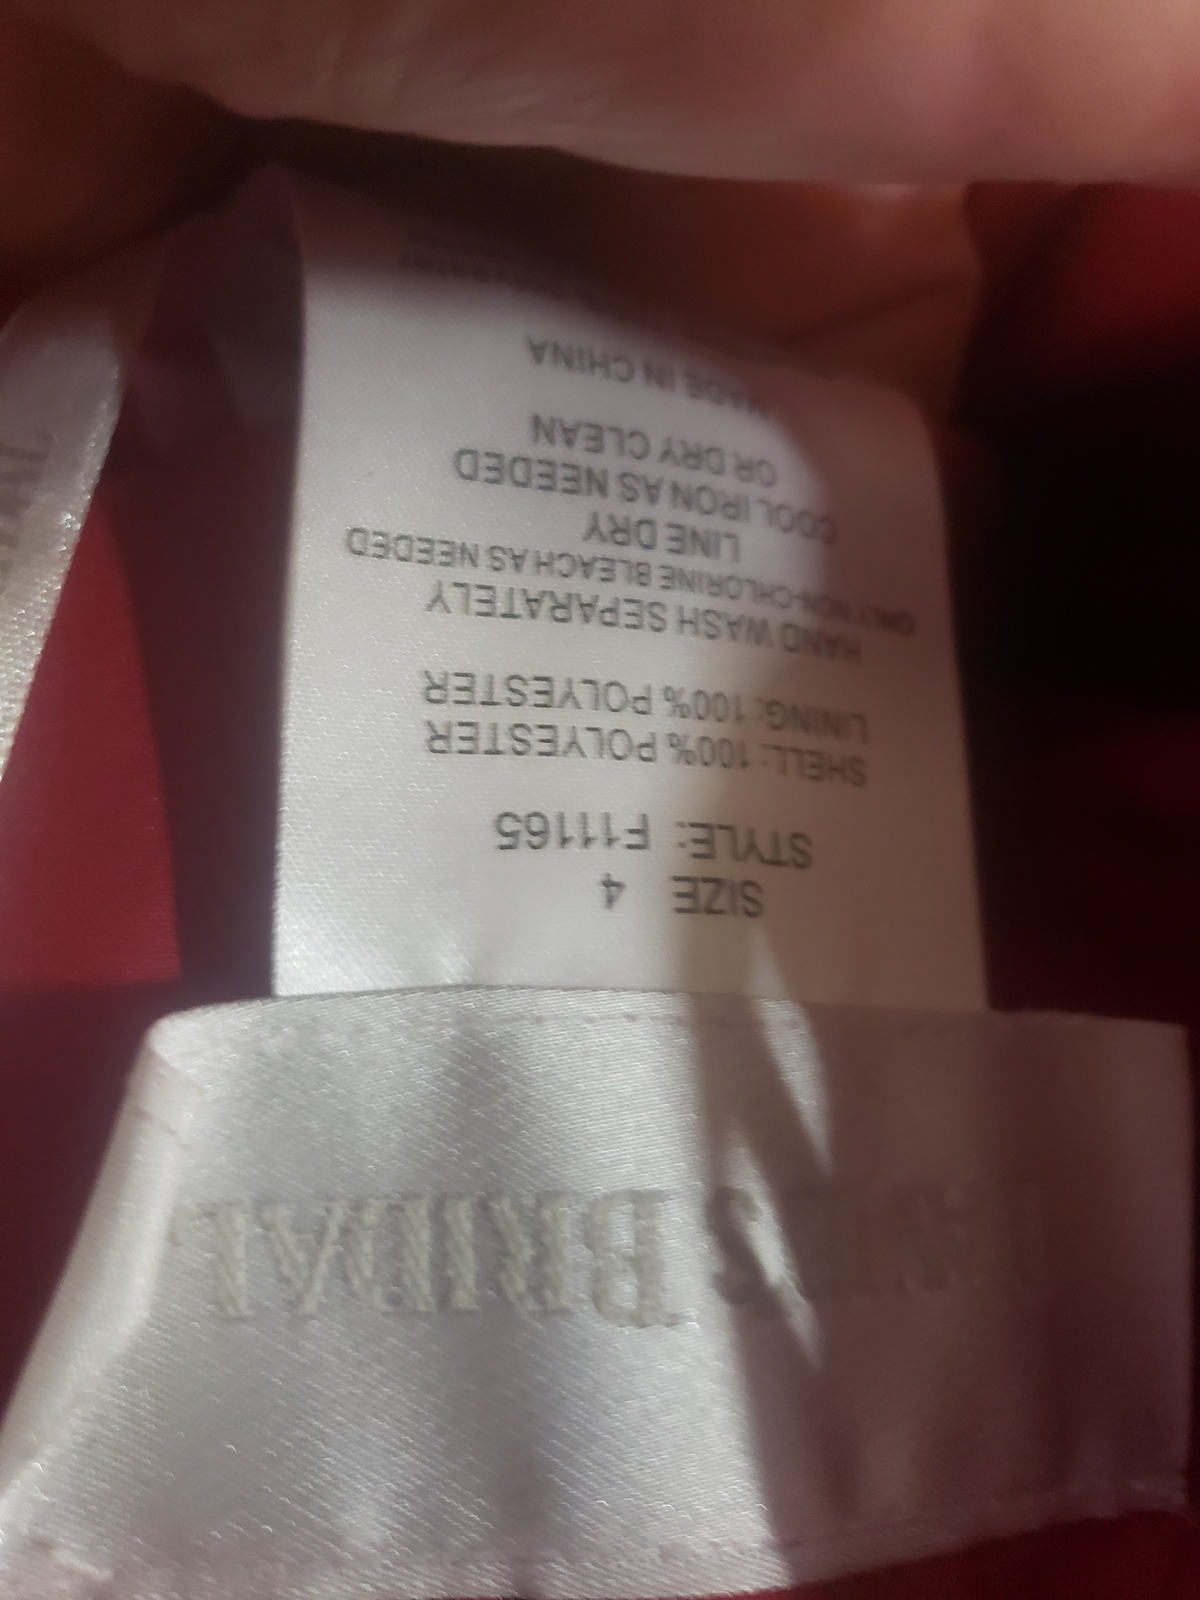 BRIDAL
SIZE 4
STYLE: F11165
SHELL: 100% POLYESTER
LINING: 100% POLYESTER
HAND WASH SEPARATELY
ONLY NON-CHLORINE BLEACH AS NEEDED
LINE DRY
COOL IRON AS NEEDED
OR DRY CLEAN
MADE IN CHINA